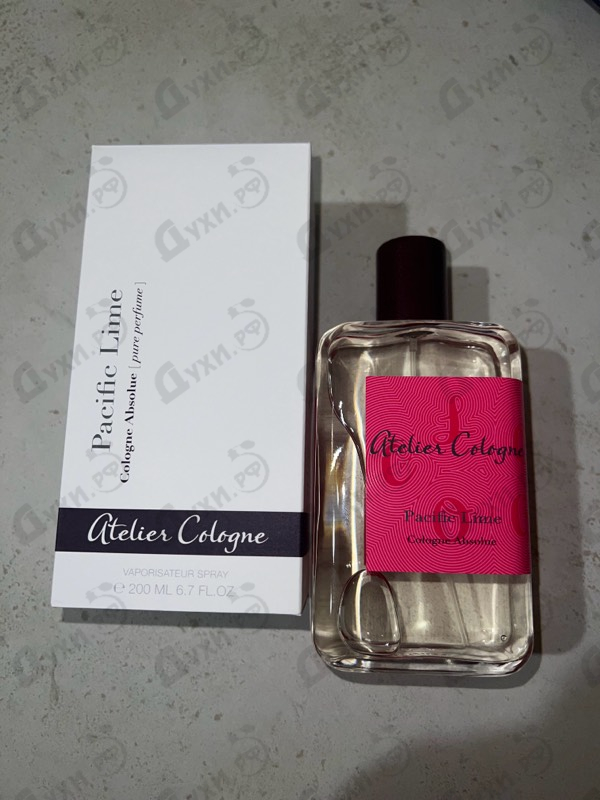 Pacific Lime
Cologne Absolue [ pure perfume ]
Atelier Cologne
VAPORISATEUR SPRAY
℮ 200 ML 6.7 FL.OZ
Atelier Cologne
Pacific Lime
Cologne Absolue
Духи.рф